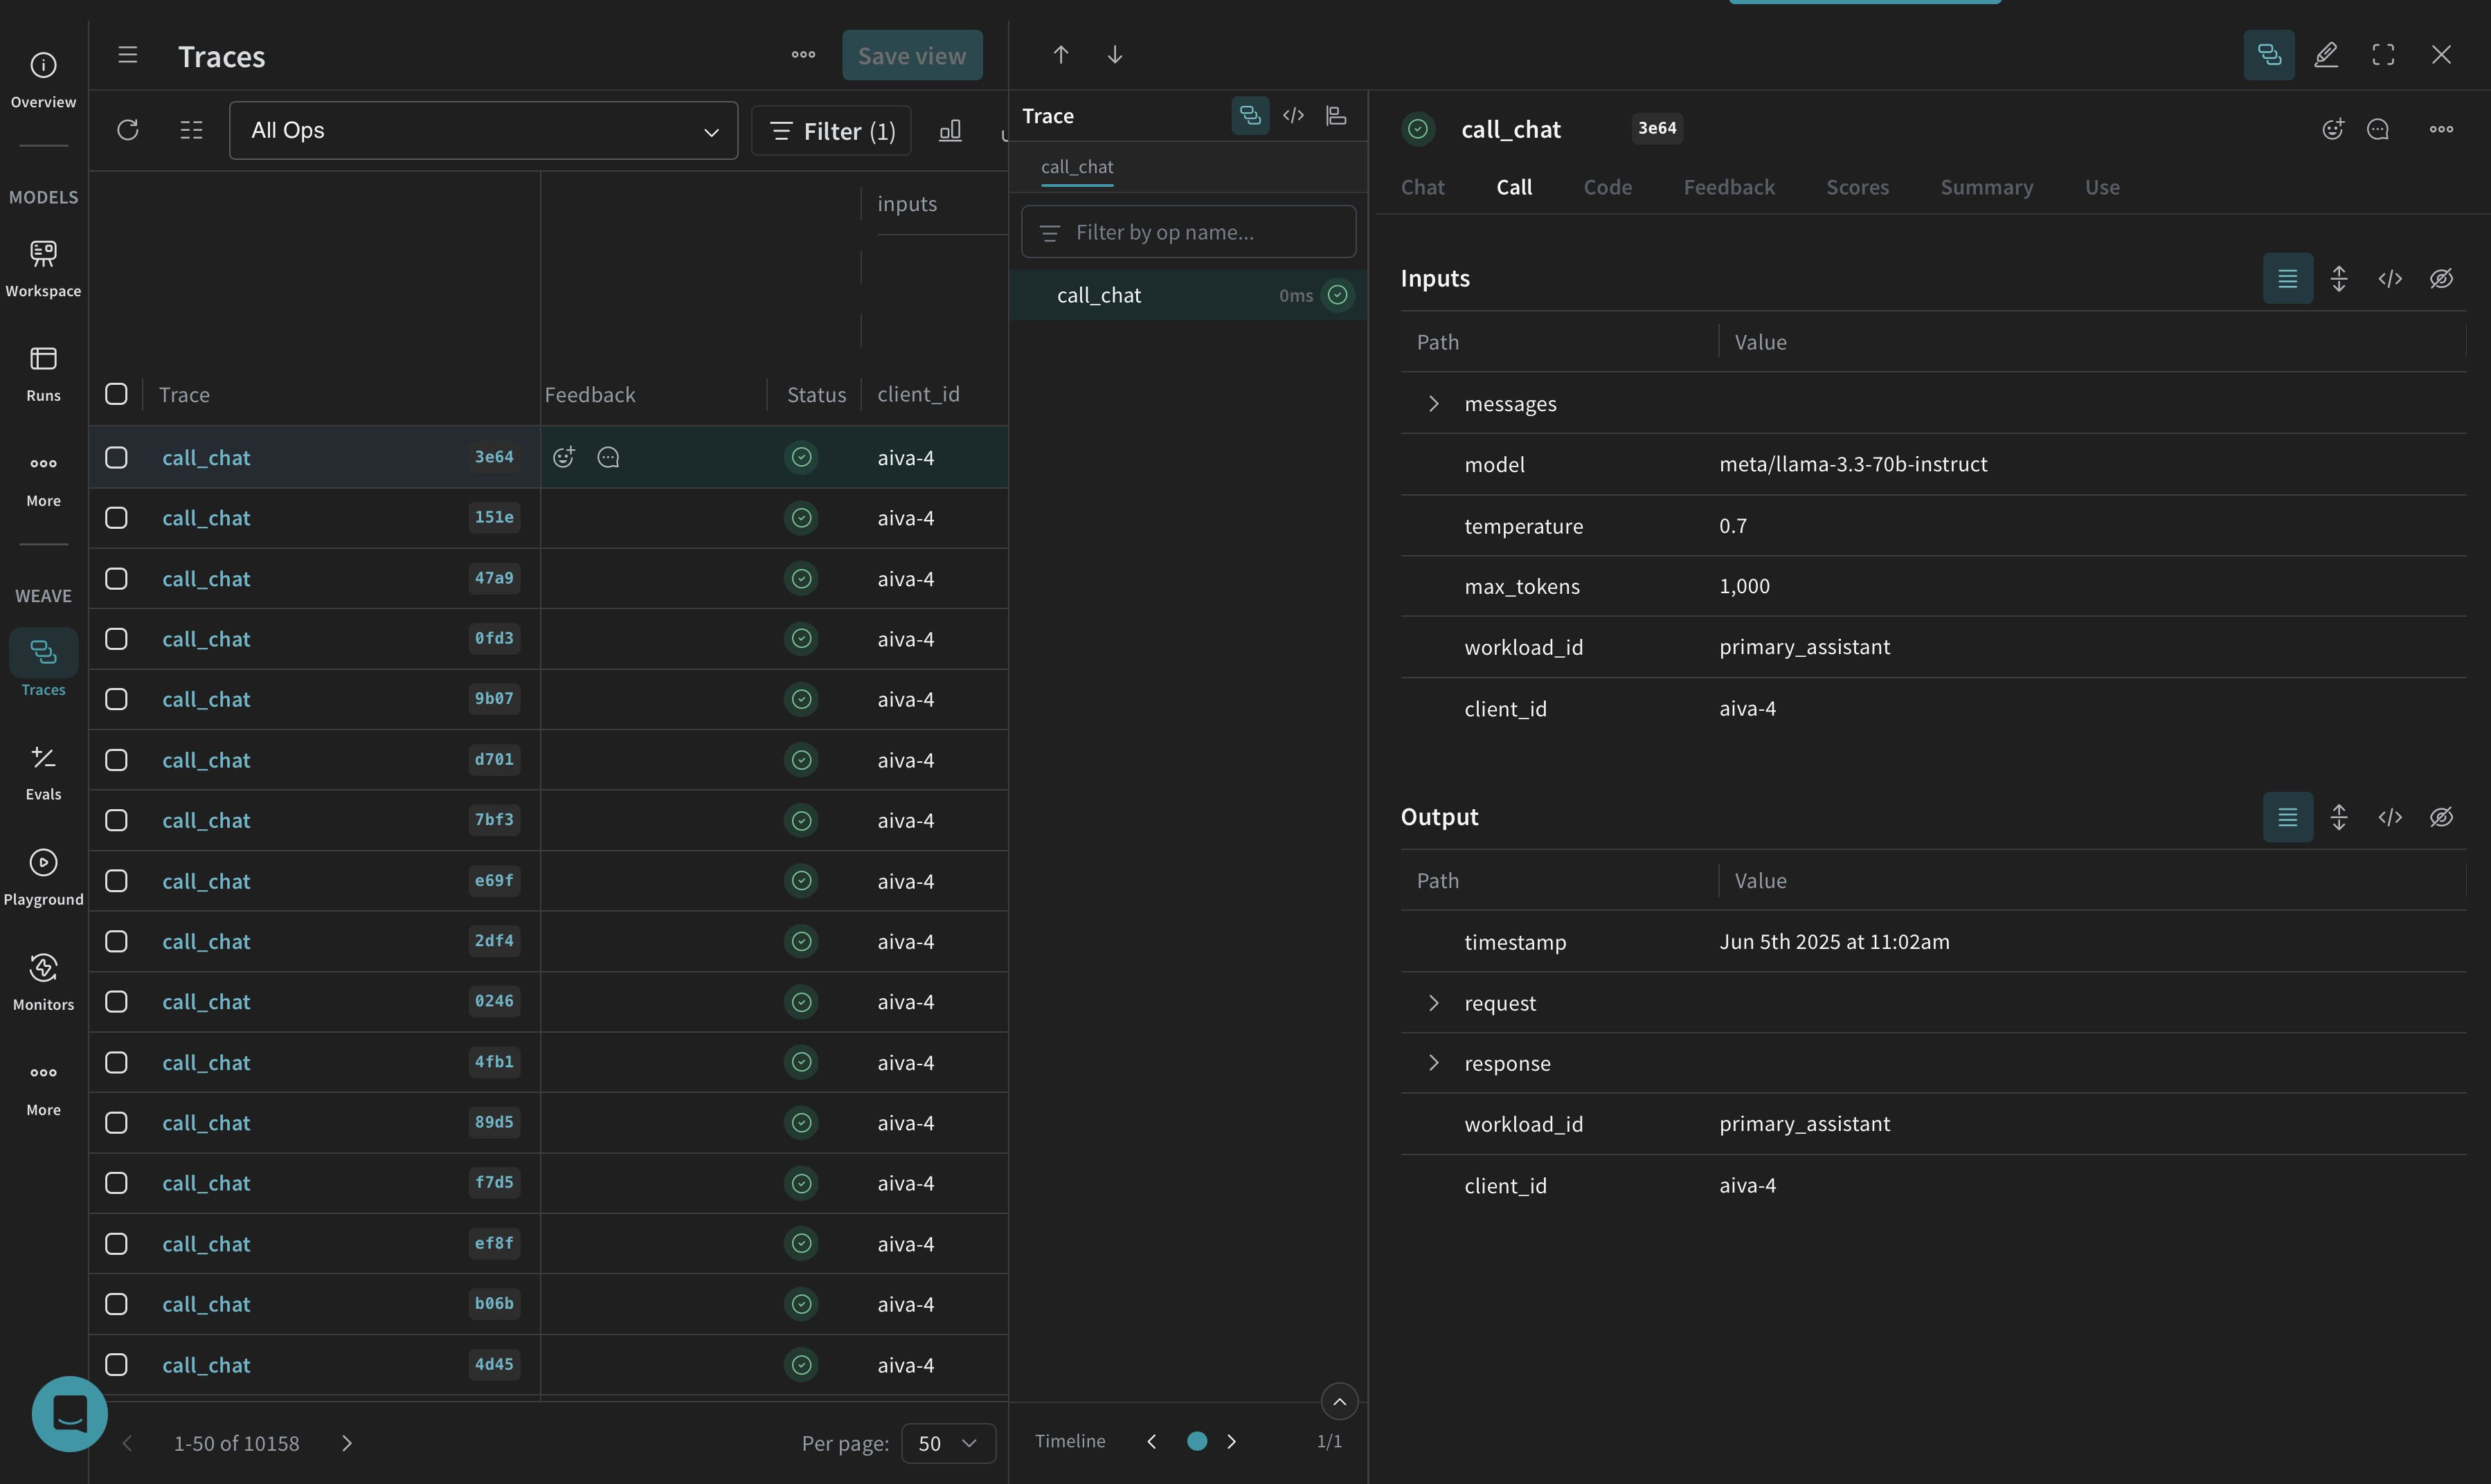 Overview
MODELS
Workspace
Runs
More
WEAVE
Traces
Evals
Playground
Monitors
More
Traces
Save view
All Ops
Filter (1)
inputs
Trace Feedback Status client_id
call_chat 3e64 aiva-4
call_chat 151e aiva-4
call_chat 47a9 aiva-4
call_chat 0fd3 aiva-4
call_chat 9b07 aiva-4
call_chat d701 aiva-4
call_chat 7bf3 aiva-4
call_chat e69f aiva-4
call_chat 2df4 aiva-4
call_chat 0246 aiva-4
call_chat 4fb1 aiva-4
call_chat 89d5 aiva-4
call_chat f7d5 aiva-4
call_chat ef8f aiva-4
call_chat b06b aiva-4
call_chat 4d45 aiva-4
1-50 of 10158
Per page: 50
Trace
call_chat
Filter by op name...
call_chat 0ms
Timeline 1/1
call_chat 3e64
Chat Call Code Feedback Scores Summary Use
Inputs
Path Value
messages
model meta/llama-3.3-70b-instruct
temperature 0.7
max_tokens 1,000
workload_id primary_assistant
client_id aiva-4
Output
Path Value
timestamp Jun 5th 2025 at 11:02am
request
response
workload_id primary_assistant
client_id aiva-4